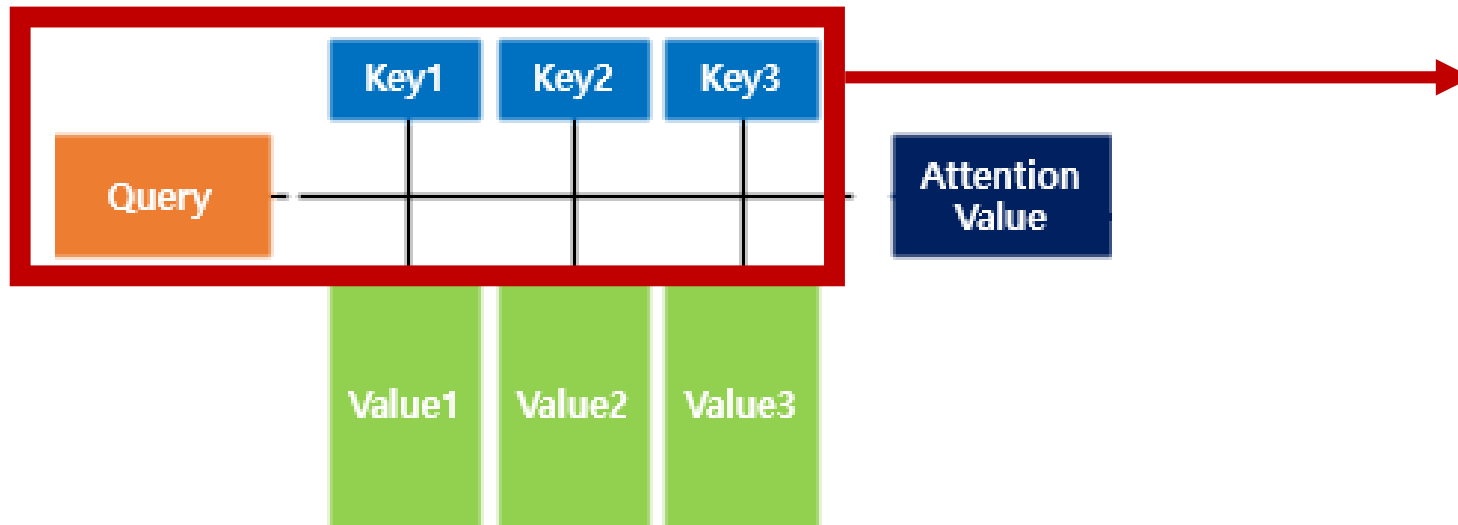 Key1 Key2 Key3
Query
Attention
Value
Value1 Value2 Value3